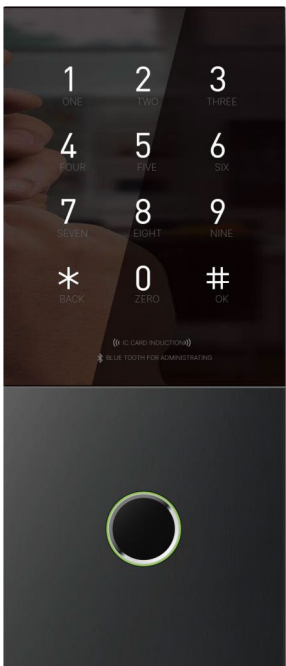 1 2 3
ONE TWO THREE
4 5 6
FOUR FIVE SIX
7 8 9
SEVEN EIGHT NINE
* 0 #
BACK ZERO OK
IC CARD INDUCTION
BLUE TOOTH FOR ADMINISTRATING